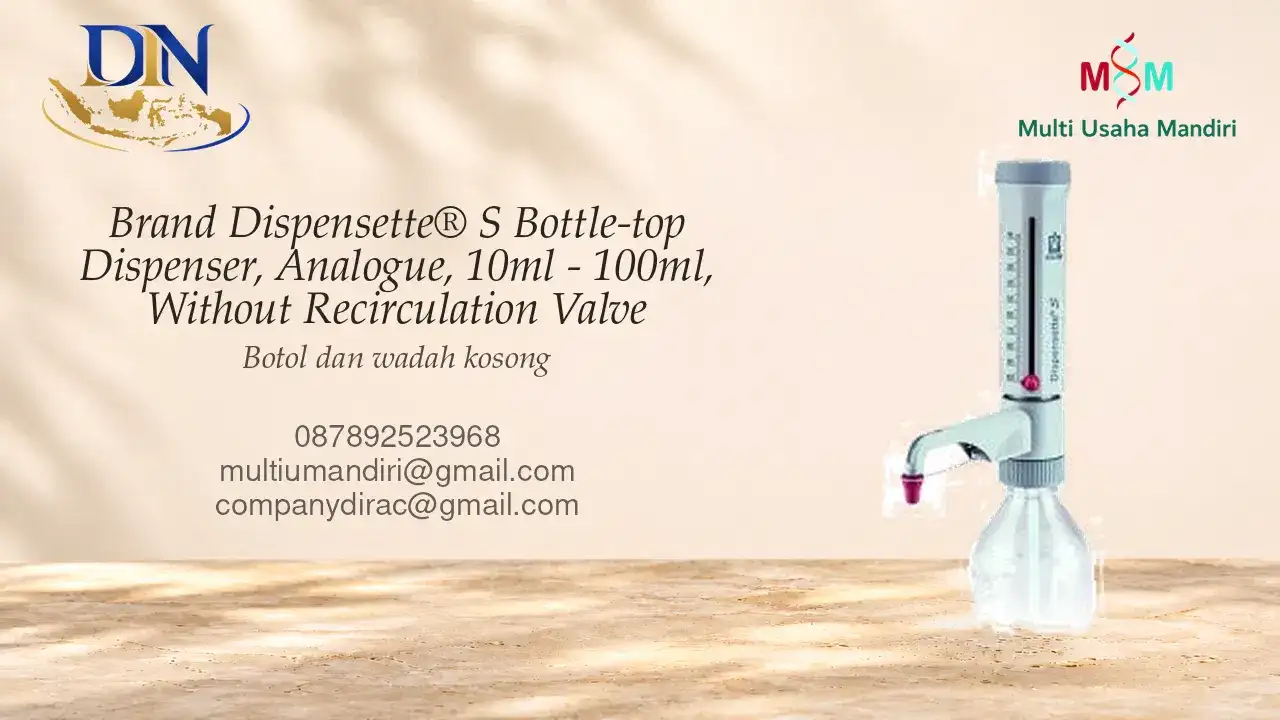 DIN
MSM
Multi Usaha Mandiri
Brand Dispensette® S Bottle-top
Dispenser, Analogue, 10ml - 100ml,
Without Recirculation Valve
Botol dan wadah kosong
087892523968
multiumandiri@gmail.com
companydirac@gmail.com
Dispensette® S